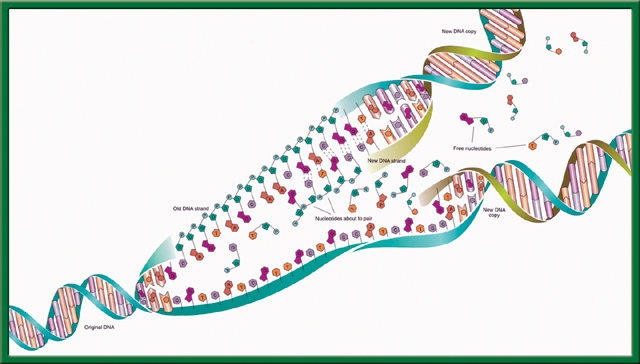 New DNA copy
Free nucleotides
New DNA strand
Old DNA strand
Nucleotides about to pair
New DNA
copy
Original DNA